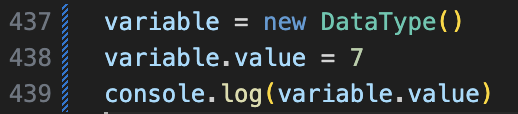 437 variable = new DataType()
438 variable.value = 7
439 console.log(variable.value)